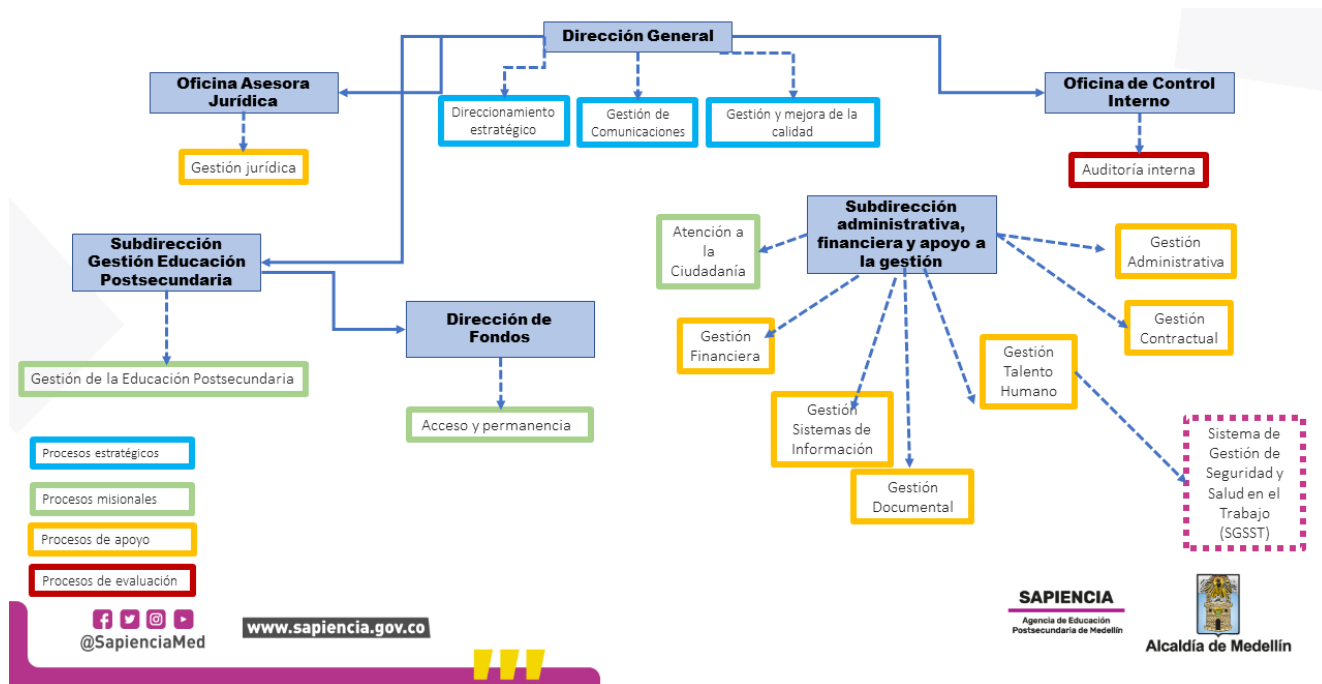 Dirección General
Oficina Asesora
Jurídica
Oficina de Control
Interno
Direccionamiento
estratégico
Gestión de
Comunicaciones
Gestión y mejora de la
calidad
Gestión jurídica
Auditoría interna
Subdirección
Gestión Educación
Postsecundaria
Atención a
la
Ciudadanía
Subdirección
administrativa,
financiera y apoyo a
la gestión
Gestión
Administrativa
Dirección de
Fondos
Gestión
Financiera
Gestión
Contractual
Gestión
Talento
Humano
Gestión de la Educación Postsecundaria
Acceso y permanencia
Gestión
Sistemas de
Información
Gestión
Documental
Sistema de
Gestión de
Seguridad y
Salud en el
Trabajo
(SGSST)
Procesos estratégicos
Procesos misionales
Procesos de apoyo
Procesos de evaluación
@SapienciaMed
www.sapiencia.gov.co
SAPIENCIA
Agencia de Educación
Postsecundaria de Medellín
Alcaldía de Medellín